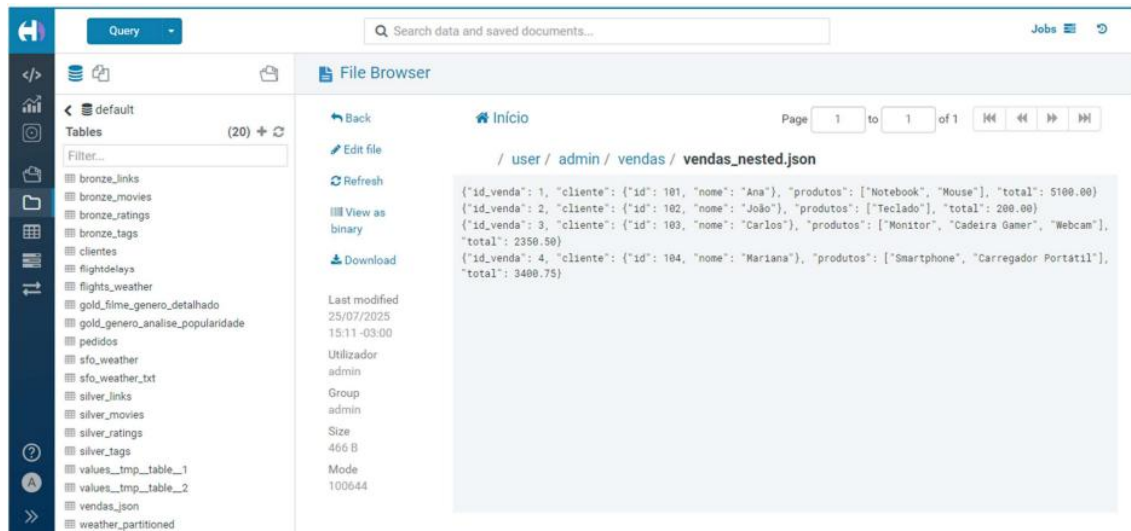 Query
Search data and saved documents...
Jobs
File Browser
default
Tables (20)
Filter...
bronze_links
bronze_movies
bronze_ratings
bronze_tags
clientes
flightdelays
flights_weather
gold_filme_genero_detalhado
gold_genero_analise_popularidade
pedidos
sfo_weather
sfo_weather_txt
silver_links
silver_movies
silver_ratings
silver_tags
values__tmp__table__1
values__tmp__table__2
vendas_json
weather_partitioned
A
Back
Edit file
Refresh
View as
binary
Download
Last modified
25/07/2025
15:11 -03:00
Utilizador
admin
Group
admin
Size
466 B
Mode
100644
Início
Page 1 to 1 of 1
/ user / admin / vendas / vendas_nested.json
{"id_venda": 1, "cliente": {"id": 101, "nome": "Ana"}, "produtos": ["Notebook", "Mouse"], "total": 5100.00}
{"id_venda": 2, "cliente": {"id": 102, "nome": "João"}, "produtos": ["Teclado"], "total": 200.00}
{"id_venda": 3, "cliente": {"id": 103, "nome": "Carlos"}, "produtos": ["Monitor", "Cadeira Gamer", "Webcam"],
"total": 2350.50}
{"id_venda": 4, "cliente": {"id": 104, "nome": "Mariana"}, "produtos": ["Smartphone", "Carregador Portátil"],
"total": 3400.75}